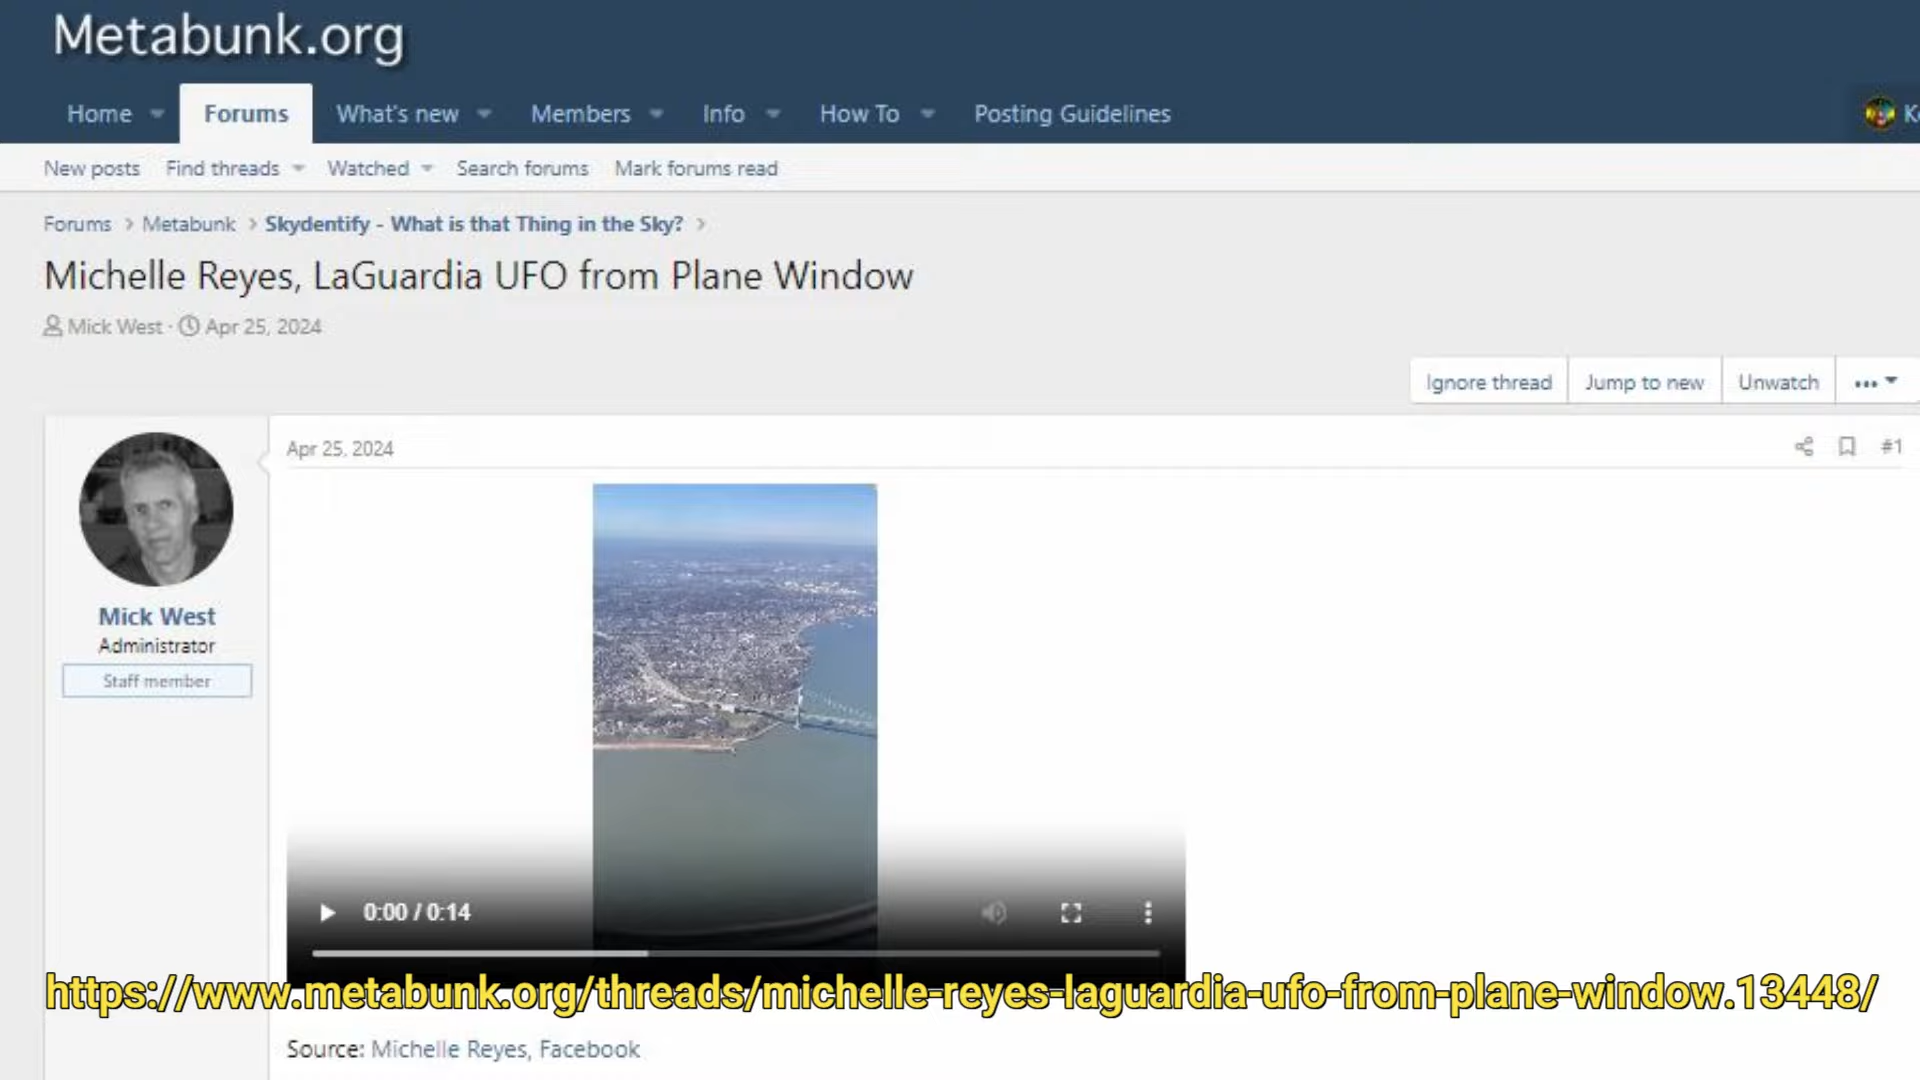 Metabunk.org
Home Forums What's new Members Info How To Posting Guidelines
New posts Find threads Watched Search forums Mark forums read
Forums > Metabunk > Skydentify - What is that Thing in the Sky? >
Michelle Reyes, LaGuardia UFO from Plane Window
Mick West · Apr 25, 2024
Ignore thread Jump to new Unwatch •••
Apr 25, 2024 #1
Mick West
Administrator
Staff member
0:00 / 0:14
https://www.metabunk.org/threads/michelle-reyes-laguardia-ufo-from-plane-window.13448/
Source: Michelle Reyes, Facebook